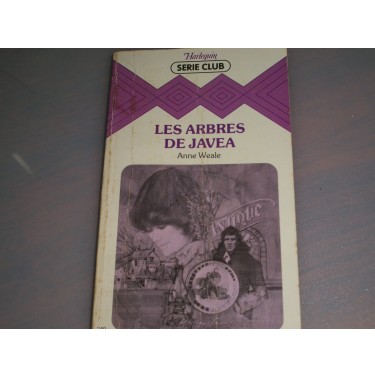 Harlequin
SERIE CLUB
LES ARBRES
DE JAVEA
Anne Weale